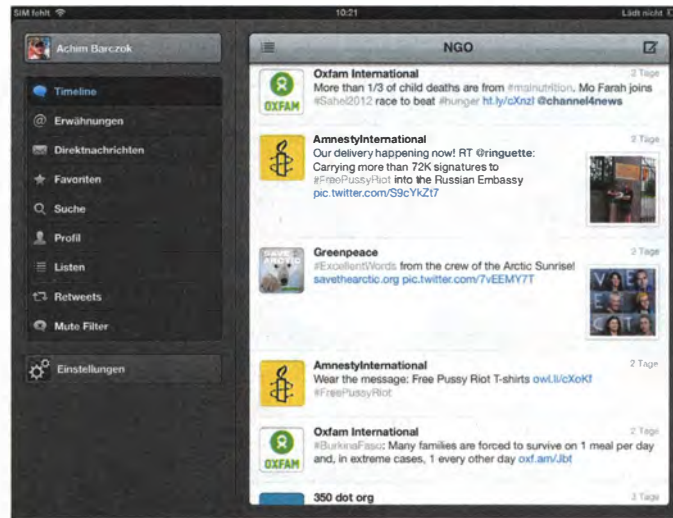 SIM fehlt
10:21
Lädt nicht
Achim Barczok
Timeline
Erwähnungen
Direktnachrichten
Favoriten
Suche
Profil
Listen
Retweets
Mute Filter
Einstellungen
NGO
Oxfam International 2 Tage
More than 1/3 of child deaths are from #malnutrition. Mo Farah joins
#Sahel2012 race to beat #hunger ht.ly/cXnzl @channel4news
OXFAM
AmnestyInternational 2 Tage
Our delivery happening now! RT @ringuette:
Carrying more than 72K signatures to
#FreePussyRiot into the Russian Embassy
pic.twitter.com/S9cYkZt7
Greenpeace 2 Tage
#ExcellentWords from the crew of the Arctic Sunrise!
savethearctic.org pic.twitter.com/7vEEMY7T
SAVE
ARCTIC
AmnestyInternational 2 Tage
Wear the message: Free Pussy Riot T-shirts owl.li/cXoKf
#FreePussyRiot
Oxfam International 2 Tage
#BurkinaFaso: Many families are forced to survive on 1 meal per day
and, in extreme cases, 1 every other day oxf.am/Jbt
OXFAM
350 dot org 3 Tage